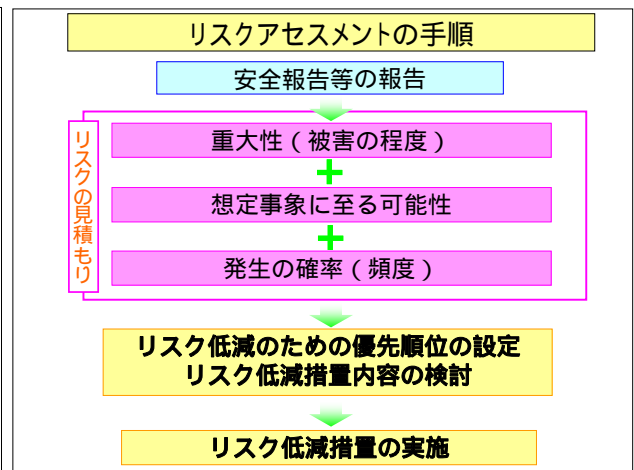 リスクアセスメントの手順
安全報告等の報告
リスクの見積もり
重大性(被害の程度)
+
想定事象に至る可能性
+
発生の確率(頻度)
リスク低減のための優先順位の設定
リスク低減措置内容の検討
リスク低減措置の実施